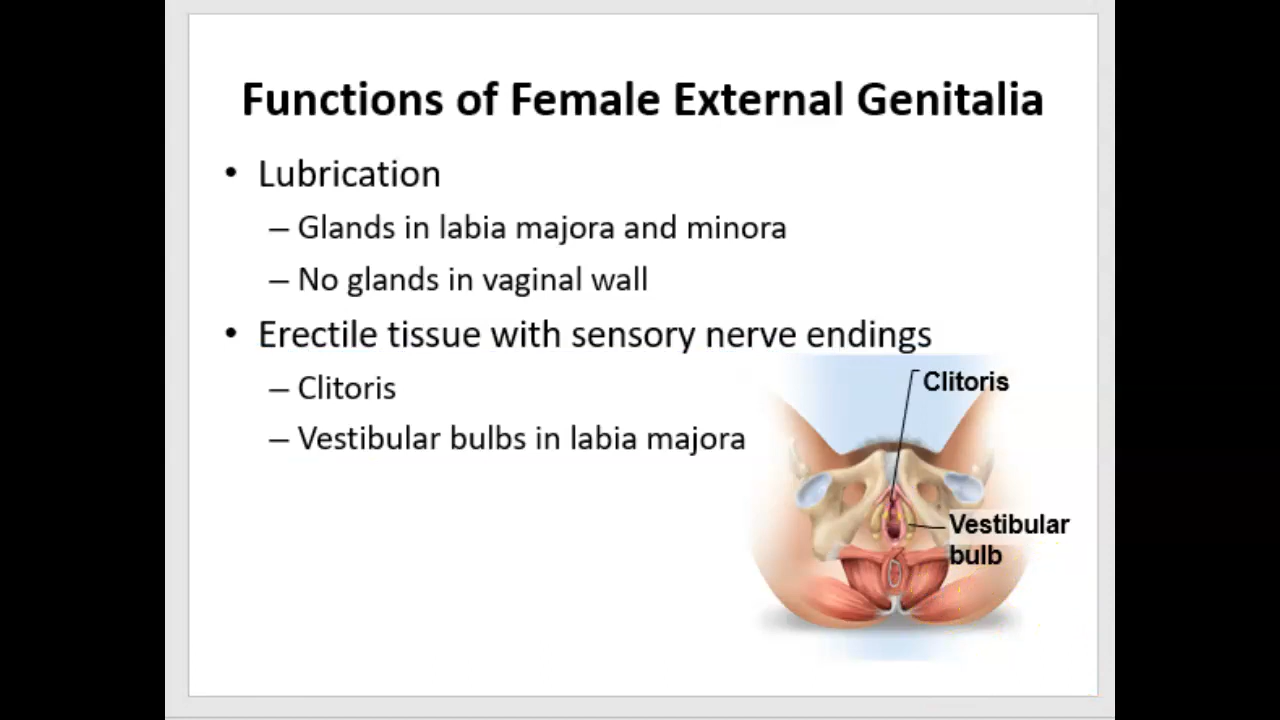 Functions of Female External Genitalia
• Lubrication
– Glands in labia majora and minora
– No glands in vaginal wall
• Erectile tissue with sensory nerve endings
– Clitoris
– Vestibular bulbs in labia majora
Clitoris
Vestibular
bulb